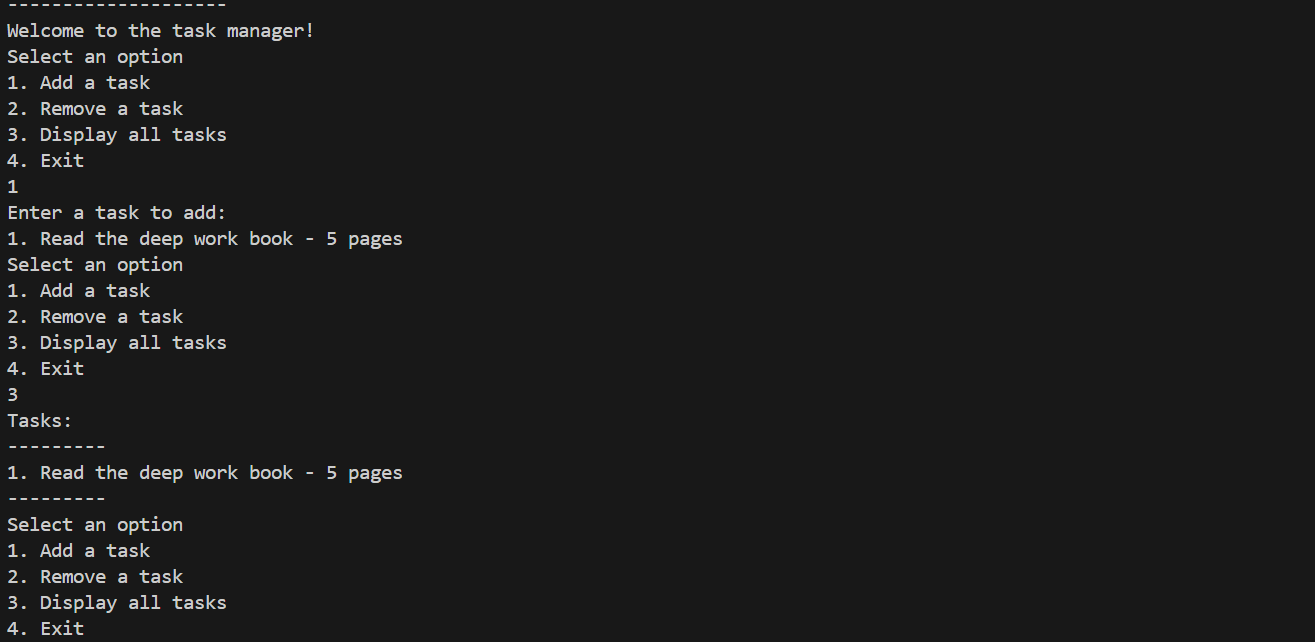 --------------------
Welcome to the task manager!
Select an option
1. Add a task
2. Remove a task
3. Display all tasks
4. Exit
1
Enter a task to add:
1. Read the deep work book - 5 pages
Select an option
1. Add a task
2. Remove a task
3. Display all tasks
4. Exit
3
Tasks:
---------
1. Read the deep work book - 5 pages
---------
Select an option
1. Add a task
2. Remove a task
3. Display all tasks
4. Exit